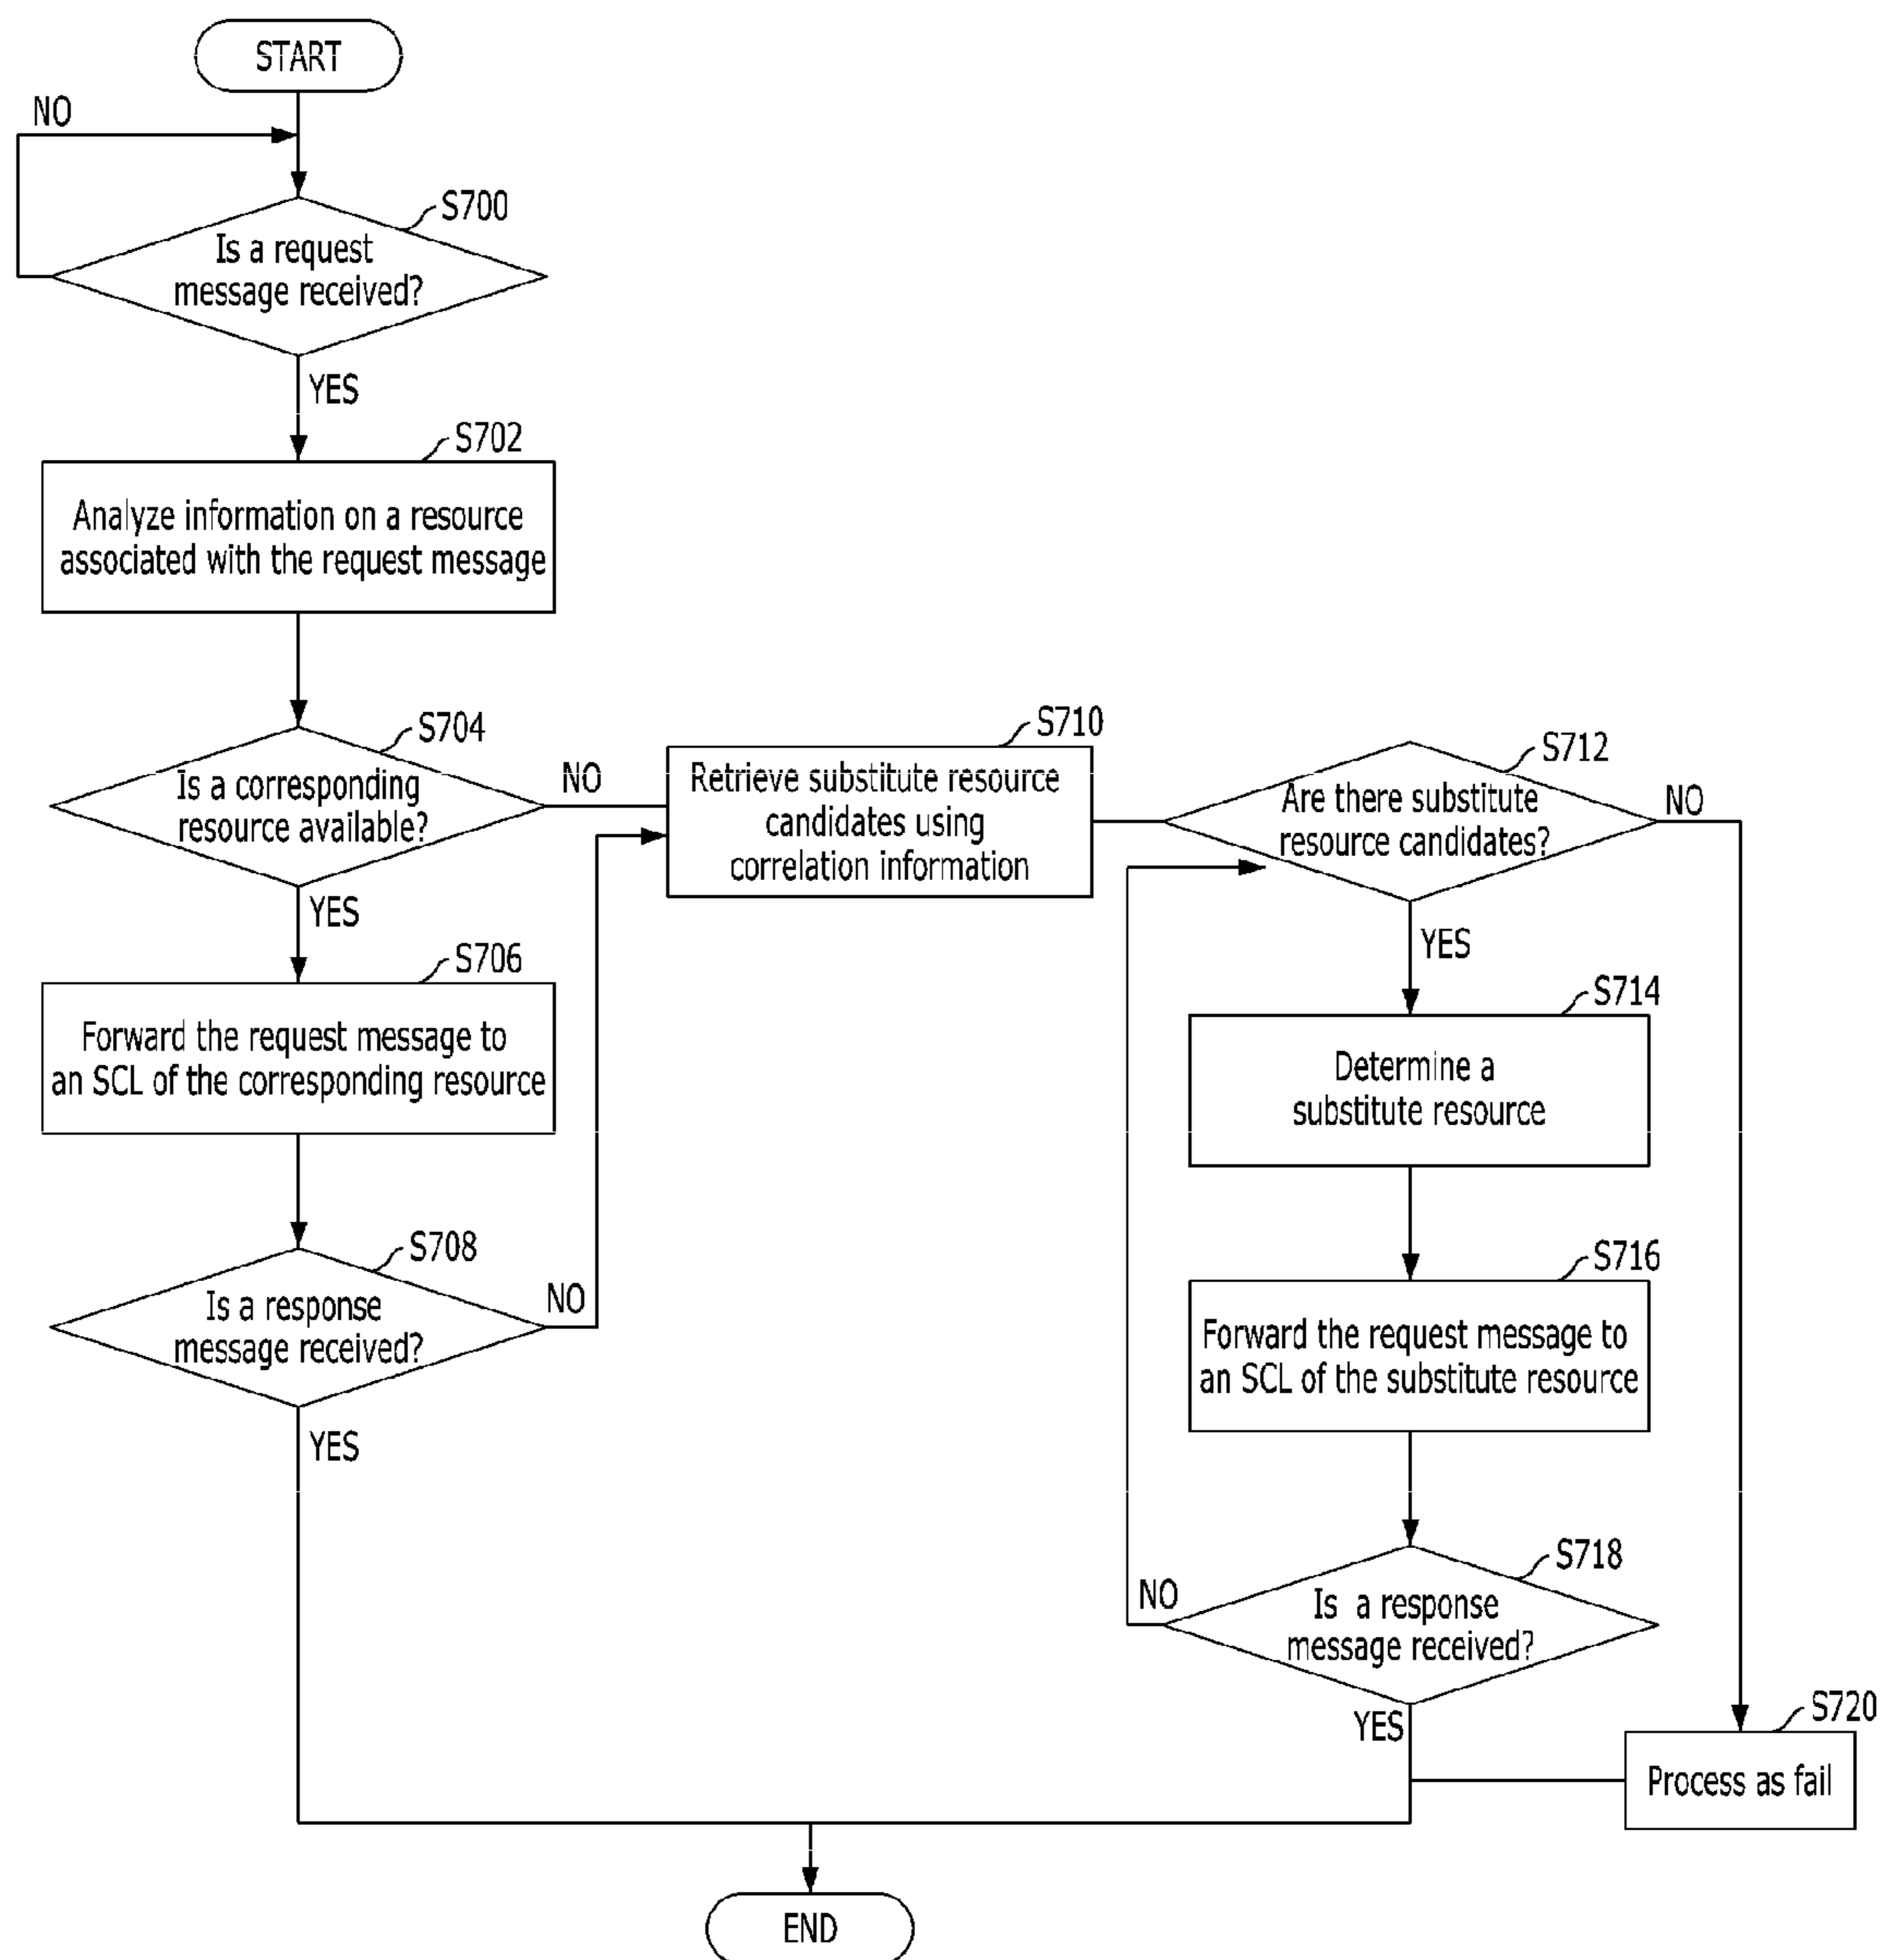 START
NO
S700
Is a request
message received?
YES
S702
Analyze information on a resource
associated with the request message
S704
Is a corresponding
resource available?
NO
YES
S706
Forward the request message to
an SCL of the corresponding resource
S708
Is a response
message received?
NO
YES
S710
Retrieve substitute resource
candidates using
correlation information
S712
Are there substitute
resource candidates?
NO
YES
S714
Determine a
substitute resource
S716
Forward the request message to
an SCL of the substitute resource
S718
Is a response
message received?
NO
YES
S720
Process as fail
END